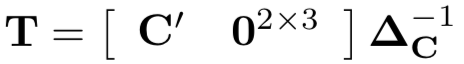 T = [ C′ 0^{2×3} ] Δ_C^{-1}